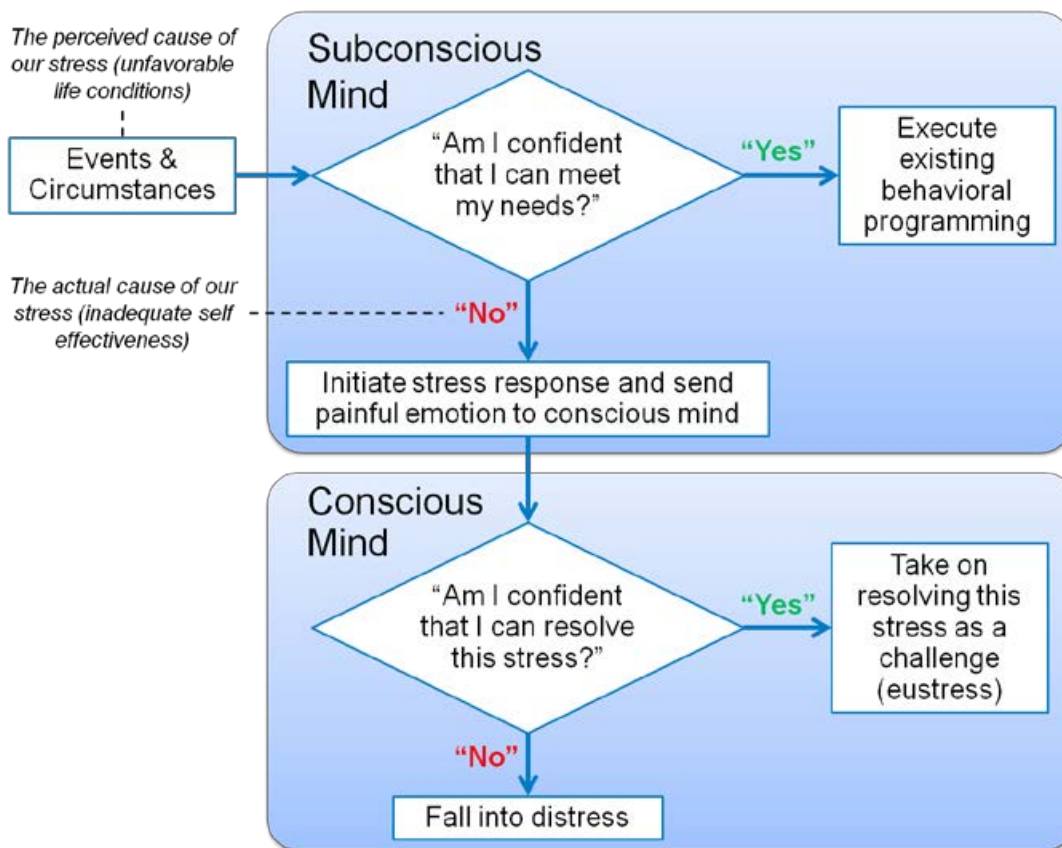 The perceived cause of
our stress (unfavorable
life conditions)
Events &
Circumstances
Subconscious
Mind
“Am I confident
that I can meet
my needs?”
“Yes”
Execute
existing
behavioral
programming
The actual cause of our
stress (inadequate self
effectiveness)
“No”
Initiate stress response and send
painful emotion to conscious mind
Conscious
Mind
“Am I confident
that I can resolve
this stress?”
“Yes”
Take on
resolving this
stress as a
challenge
(eustress)
“No”
Fall into distress